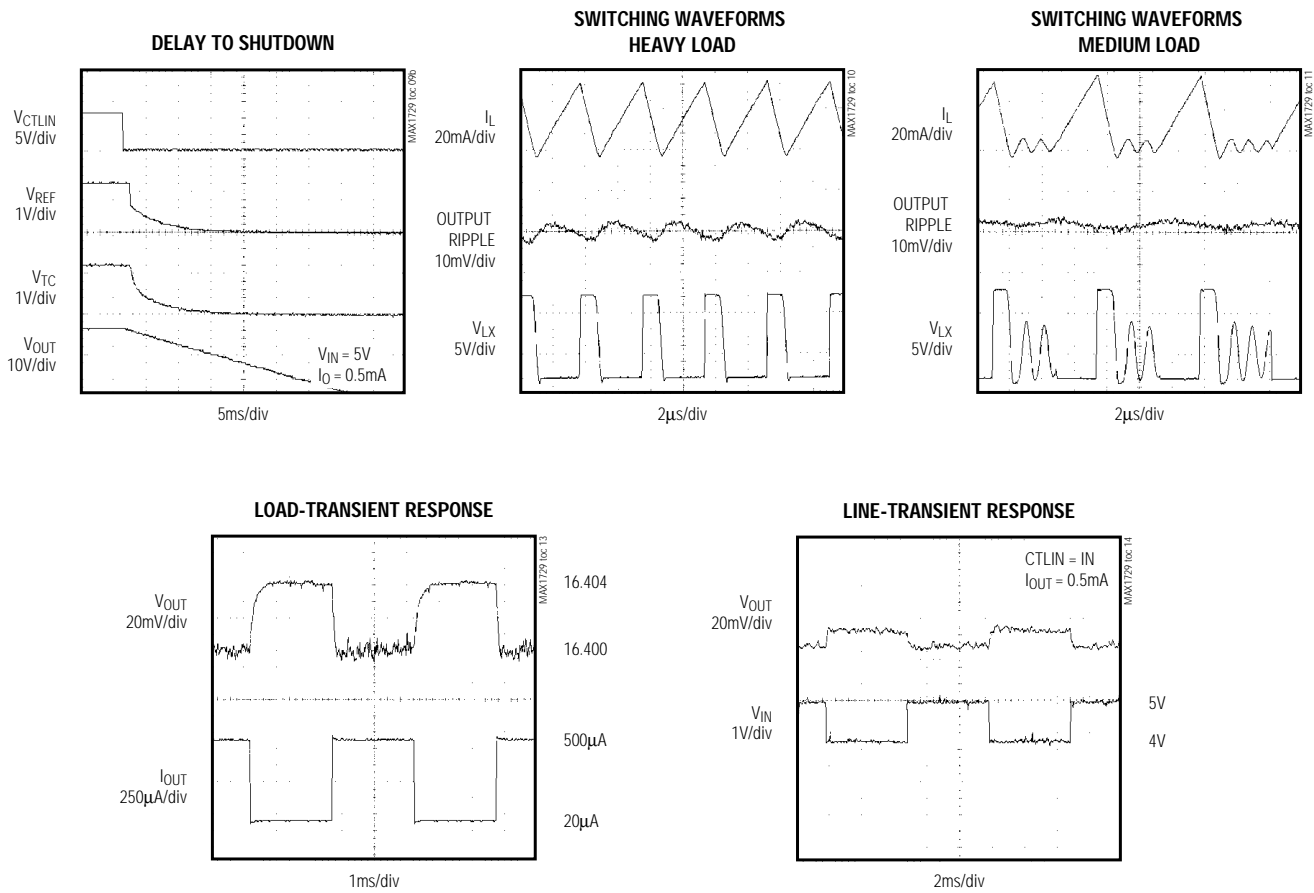 DELAY TO SHUTDOWN
VCTLIN
5V/div
VREF
1V/div
VTC
1V/div
VOUT
10V/div
VIN = 5V
IO = 0.5mA
5ms/div
MAX1729 toc 09b
SWITCHING WAVEFORMS
HEAVY LOAD
IL
20mA/div
OUTPUT
RIPPLE
10mV/div
VLX
5V/div
2µs/div
MAX1729 toc 10
SWITCHING WAVEFORMS
MEDIUM LOAD
IL
20mA/div
OUTPUT
RIPPLE
10mV/div
VLX
5V/div
2µs/div
MAX1729 toc 11
LOAD-TRANSIENT RESPONSE
VOUT
20mV/div
IOUT
250µA/div
16.404
16.400
500µA
20µA
1ms/div
MAX1729 toc 13
LINE-TRANSIENT RESPONSE
CTLIN = IN
IOUT = 0.5mA
VOUT
20mV/div
VIN
1V/div
5V
4V
2ms/div
MAX1729 toc 14